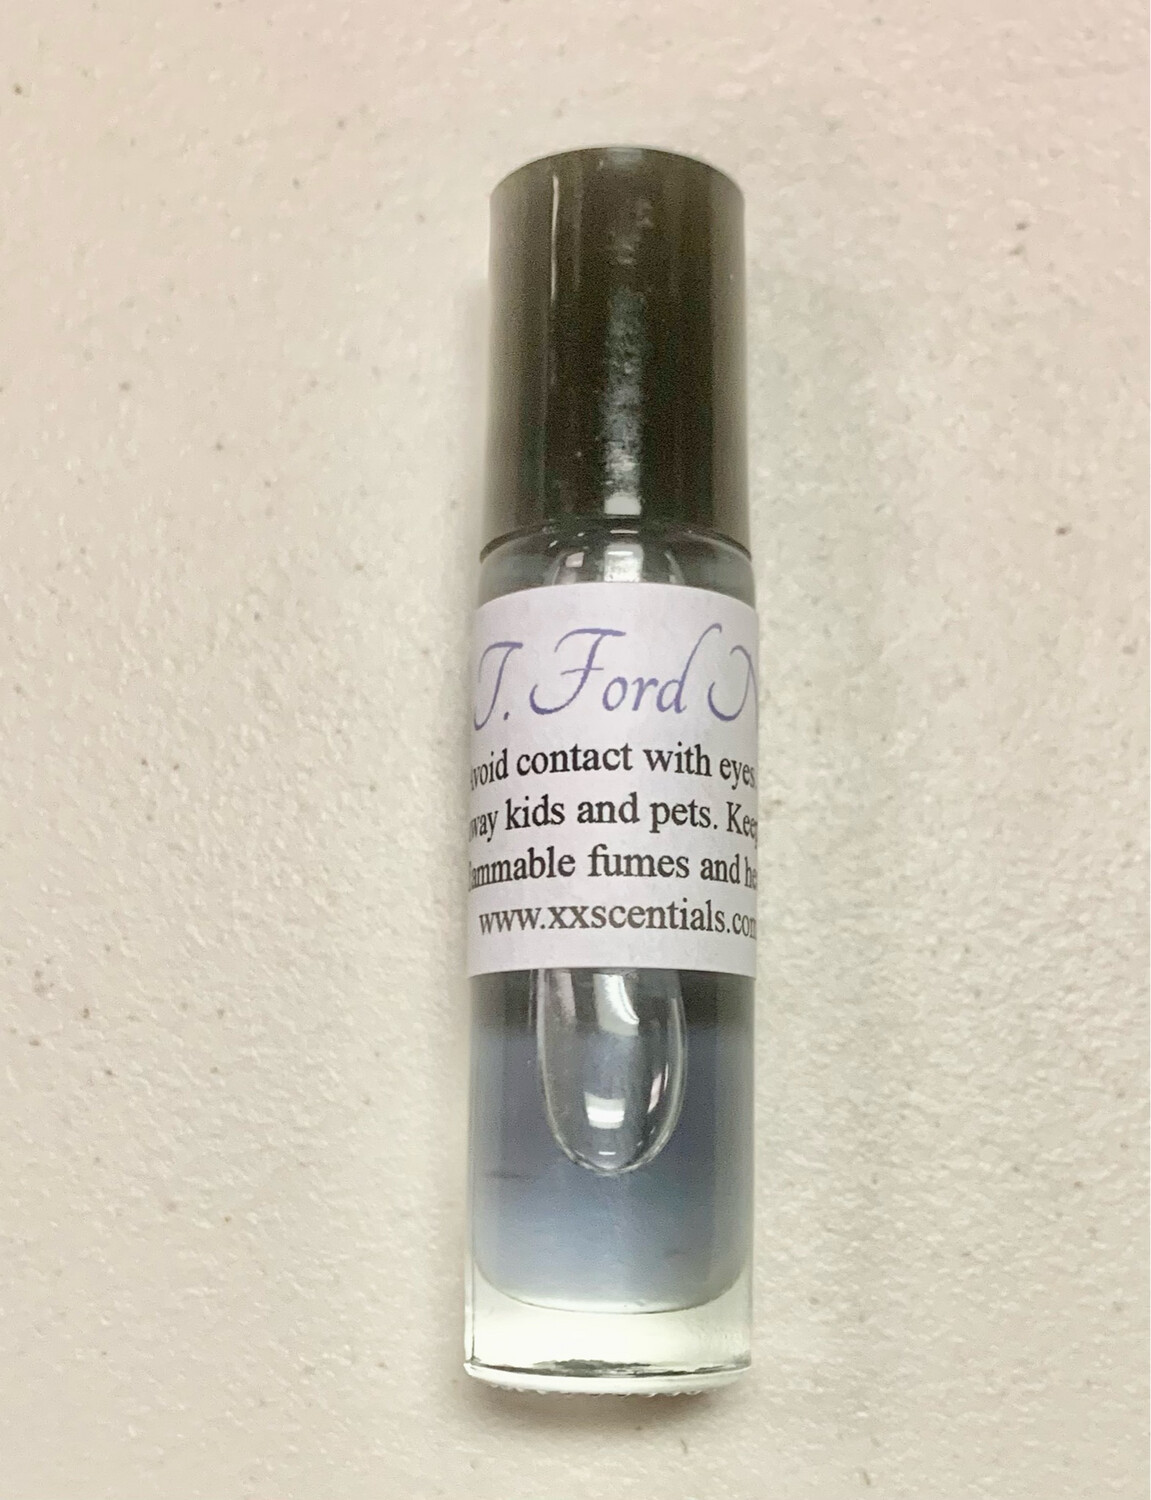 T. Ford N
void contact with eyes.
way kids and pets. Keep
lammable fumes and he
www.xxscentials.com